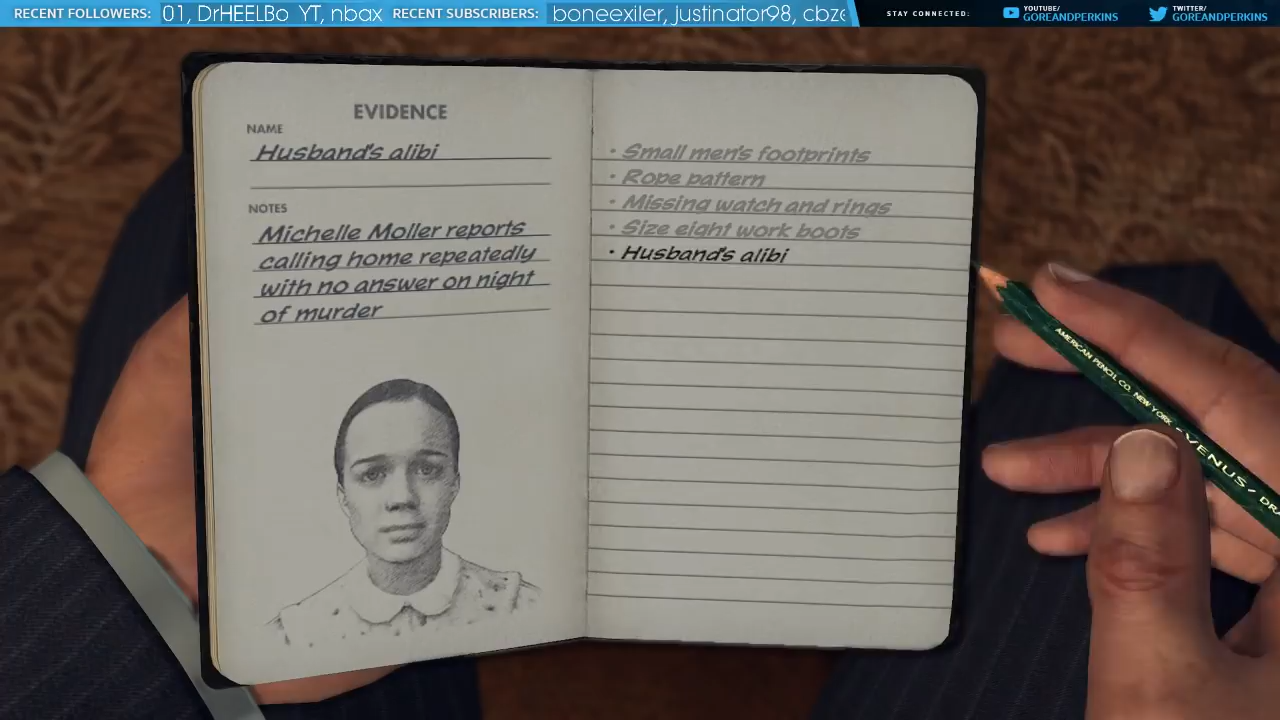 RECENT FOLLOWERS: 01, DrHEELBo YT, nbax RECENT SUBSCRIBERS: boneexiler, justinator98, cbze STAY CONNECTED: YOUTUBE/ GOREANDPERKINS TWITTER/ GOREANDPERKINS
EVIDENCE
NAME
Husband's alibi
NOTES
Michelle Moller reports
calling home repeatedly
with no answer on night
of murder
• Small men's footprints
• Rope pattern
• Missing watch and rings
• Size eight work boots
• Husband's alibi
AMERICAN PENCIL CO. NEW YORK VENUS DRA